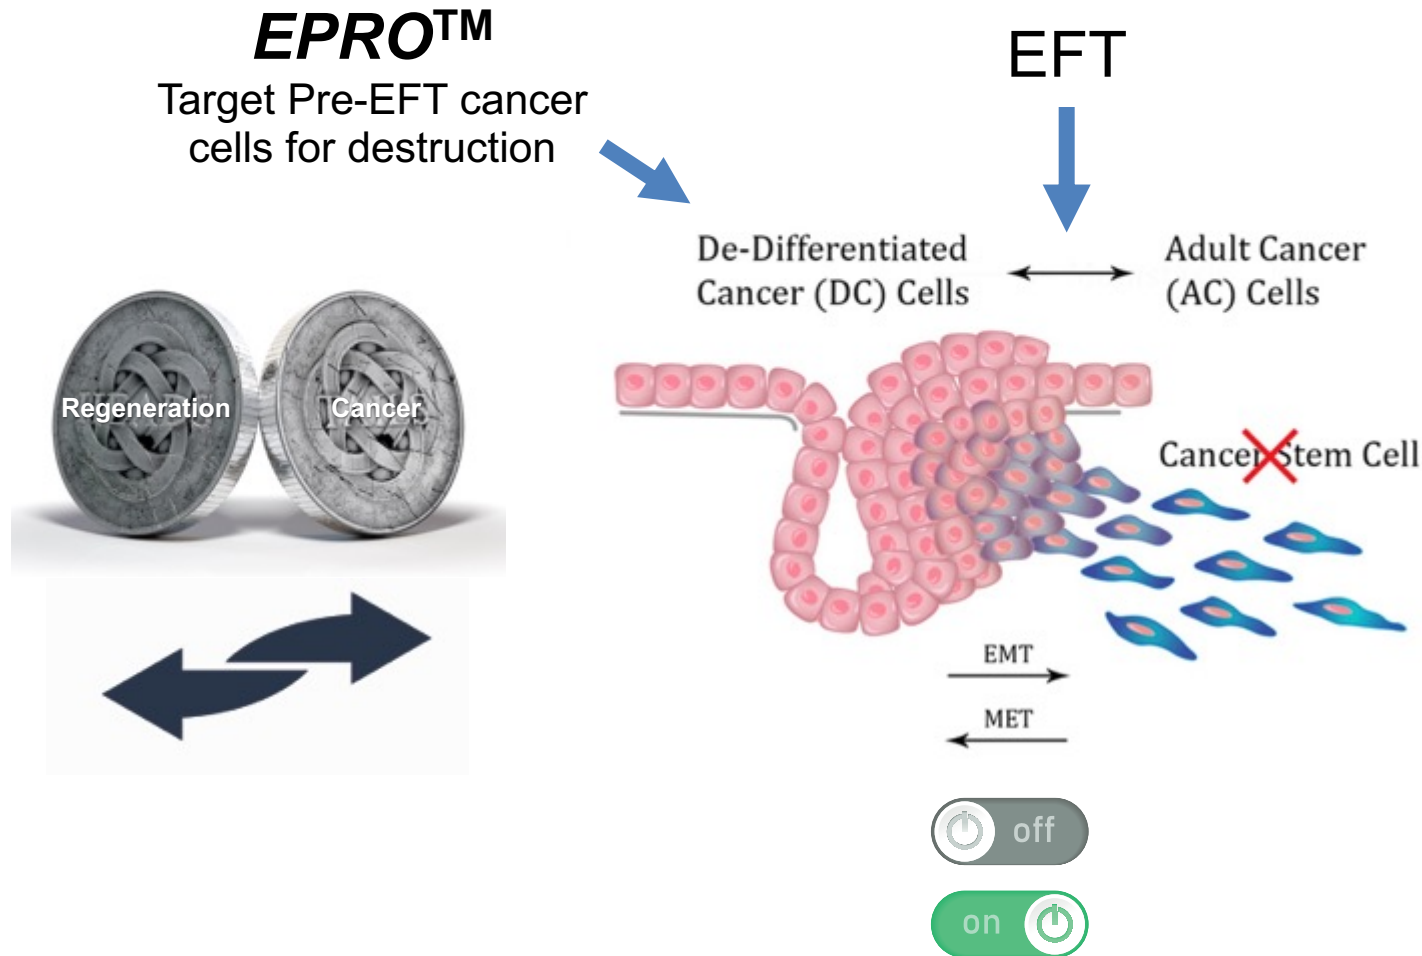 EPRO™
Target Pre-EFT cancer
cells for destruction
EFT
De-Differentiated
Cancer (DC) Cells
Adult Cancer
(AC) Cells
Regeneration
Cancer
Cancer Stem Cell
EMT
MET
off
on